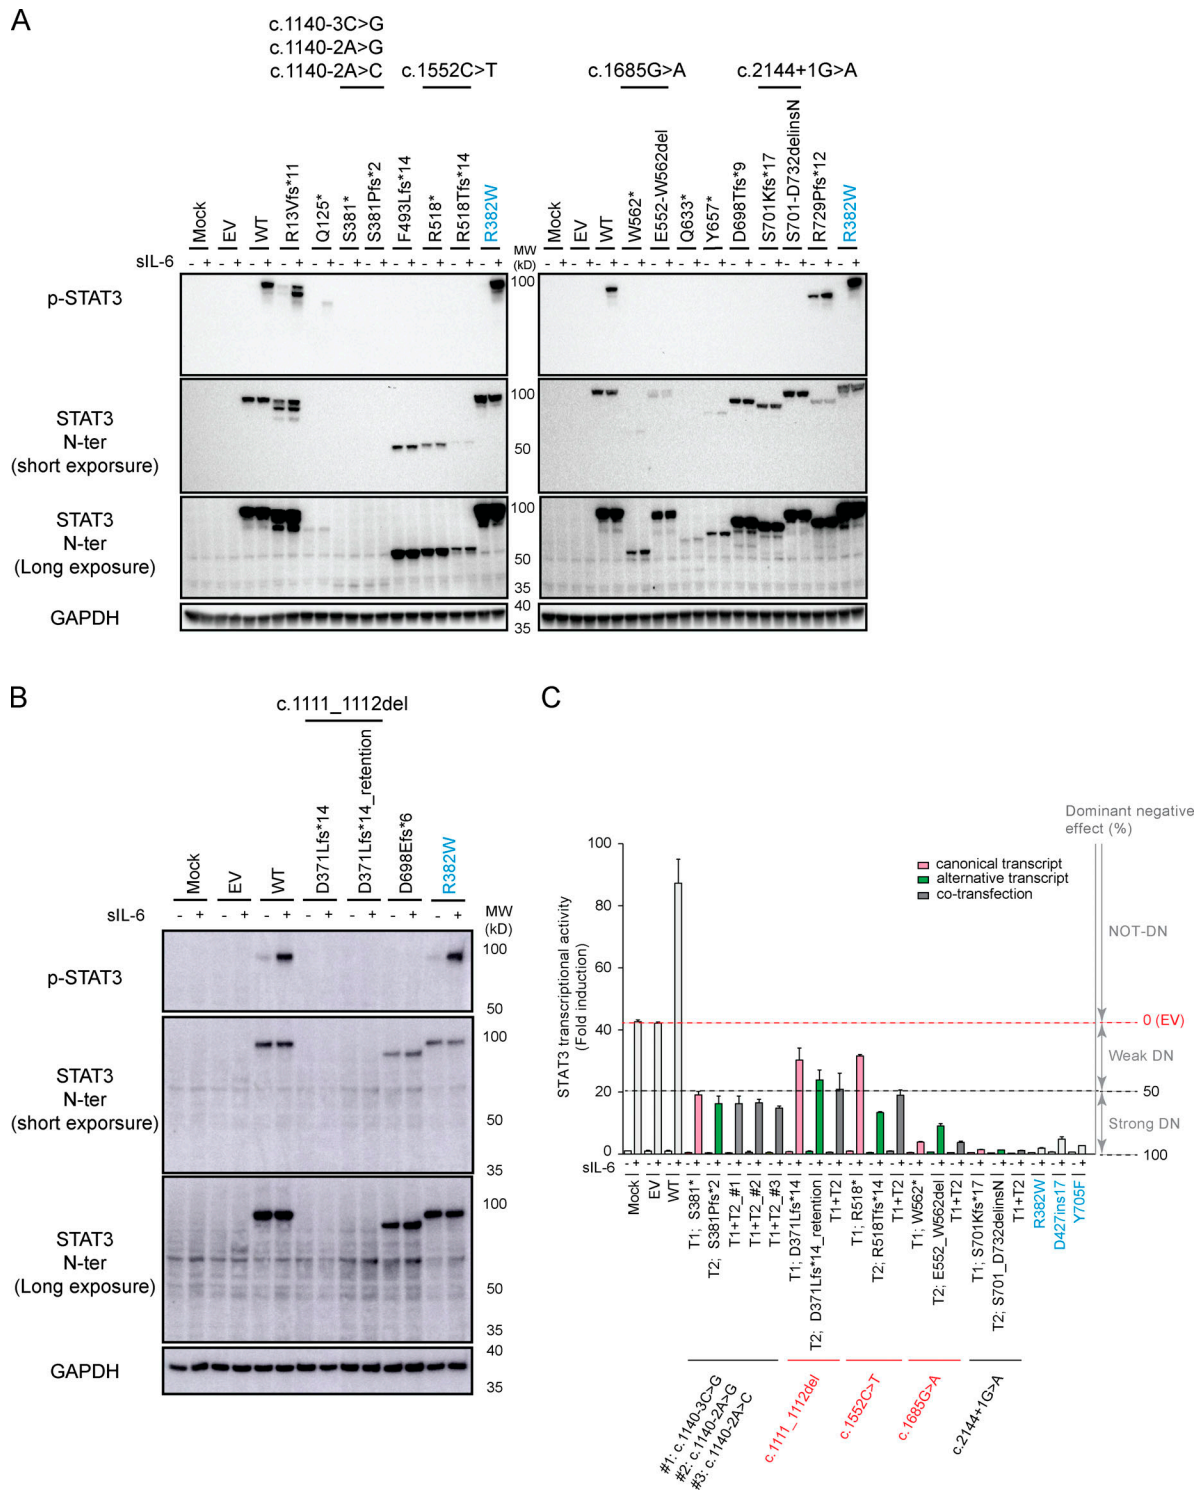 A
c.1140-3C>G
c.1140-2A>G
c.1140-2A>C
c.1552C>T
c.1685G>A
c.2144+1G>A
Mock
EV
WT
R13Vfs*11
Q125*
S381*
S381Pfs*2
F493Lfs*14
R518*
R518Tfs*14
R382W
Mock
EV
WT
W562*
E552-W562del
Q633*
Y657*
D698Tfs*9
S701Kfs*17
S701-D732delinsN
R729Pfs*12
R382W
sIL-6 - + - + - + - + - + - + - + - + - + - + - + MW (kD) - + - + - + - + - + - + - + - + - + - + - + - +
p-STAT3
100
STAT3
N-ter
(short exporsure)
100
50
STAT3
N-ter
(Long exposure)
100
50
35
GAPDH
40
35
B
c.1111_1112del
Mock
EV
WT
D371Lfs*14
D371Lfs*14_retention
D698Efs*6
R382W
sIL-6 - + - + - + - + - + - + - + MW (kD)
p-STAT3
100
50
STAT3
N-ter
(short exporsure)
100
50
35
STAT3
N-ter
(Long exposure)
100
50
35
GAPDH
40
35
C
Dominant negative
effect (%)
STAT3 transcriptional activity
(Fold induction)
100
80
60
40
20
0
canonical transcript
alternative transcript
co-transfection
NOT-DN
0 (EV)
Weak DN
50
Strong DN
100
sIL-6 - + - + - + - + - + - + - + - + - + - + - + - + - + - + - + - + - + - + - + - + - + - + - +
Mock
EV
WT
T1; S381*
T2; S381Pfs*2
T1+T2_#1
T1+T2_#2
T1+T2_#3
T1; D371Lfs*14
T2; D371Lfs*14_retention
T1+T2
T1; R518*
T2; R518Tfs*14
T1+T2
T1; W562*
T2; E552_W562del
T1+T2
T1; S701Kfs*17
T2; S701_D732delinsN
T1+T2
R382W
D427ins17
Y705F
#1: c.1140-3C>G
#2: c.1140-2A>G
#3: c.1140-2A>C
c.1111_1112del
c.1552C>T
c.1685G>A
c.2144+1G>A